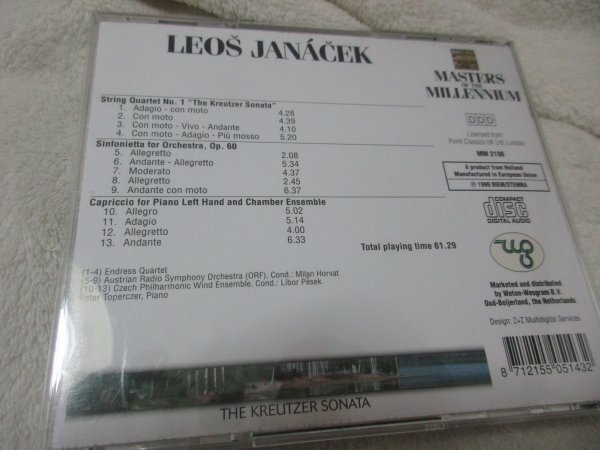 LEOŠ JANÁČEK
String Quartet No. 1 "The Kreutzer Sonata"
1. Adagio - con moto 4.28
2. Con moto 4.39
3. Con moto - Vivo - Andante 4.10
4. Con moto - Adagio - Più mosso 5.20
Sinfonietta for Orchestra, Op. 60
5. Allegretto 2.08
6. Andante - Allegretto 5.34
7. Moderato 4.37
8. Allegretto 2.45
9. Andante con moto 6.37
Capriccio for Piano Left Hand and Chamber Ensemble
10. Allegro 5.02
11. Adagio 5.14
12. Allegretto 4.00
13. Andante 6.33
Total playing time 61.29
(1-4) Endress Quartet
(5-9) Austrian Radio Symphony Orchestra (ORF), Cond.: Milan Horvat
(10-13) Czech Philharmonic Wind Ensemble, Cond.: Libor Pešek
Peter Toperczer, Piano
THE KREUTZER SONATA
MASTERS
OF THE
MILLENNIUM
DDD
Licensed from
Point Classics UK Ltd, London
MM 2190
A product from Holland
Manufactured in European Union
℗ 1999 BIEM/STEMRA
COMPACT
disc
DIGITAL AUDIO
Marketed and distributed
by Weton-Wesgram B.V.
Oud-Beijerland, the Netherlands
Design: Z+Z Multidigital Services
8 712155 051432